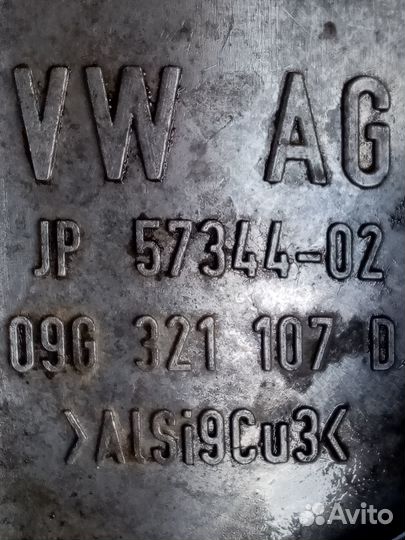 VW AG
JP 57344-02
09G 321 107 D
>AlSi9Cu3<
Avito